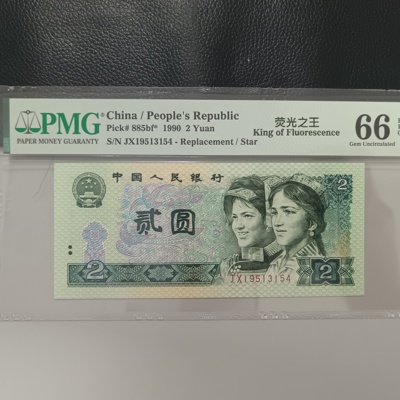 PMG
PAPER MONEY GUARANTY
China / People's Republic
Pick# 885bf* 1990 2 Yuan
S/N JX19513154 - Replacement / Star
荧光之王
King of Fluorescence
66
Gem Uncirculated
中国人民银行
贰圆
2
2
2
JX19513154